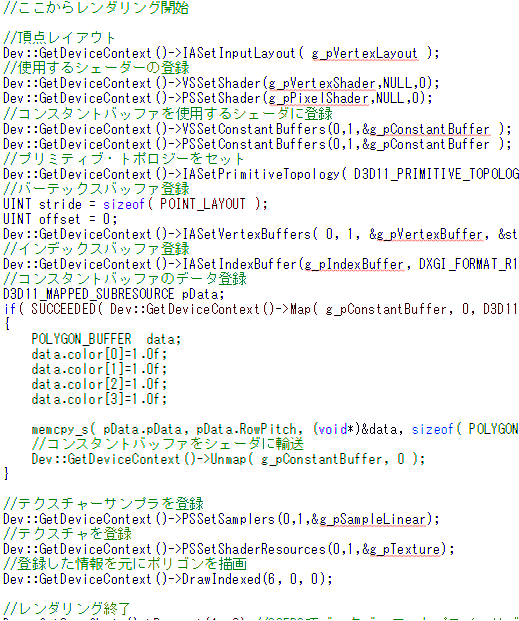 //ここからレンダリング開始
//頂点レイアウト
Dev::GetDeviceContext()->IASetInputLayout( g_pVertexLayout );
//使用するシェーダーの登録
Dev::GetDeviceContext()->VSSetShader(g_pVertexShader,NULL,0);
Dev::GetDeviceContext()->PSSetShader(g_pPixelShader,NULL,0);
//コンスタントバッファを使用するシェーダに登録
Dev::GetDeviceContext()->VSSetConstantBuffers(0,1,&g_pConstantBuffer );
Dev::GetDeviceContext()->PSSetConstantBuffers(0,1,&g_pConstantBuffer );
//プリミティブ・トポロジーをセット
Dev::GetDeviceContext()->IASetPrimitiveTopology( D3D11_PRIMITIVE_TOPOLOG
//バーテックスバッファ登録
UINT stride = sizeof( POINT_LAYOUT );
UINT offset = 0;
Dev::GetDeviceContext()->IASetVertexBuffers( 0, 1, &g_pVertexBuffer, &st
//インデックスバッファ登録
Dev::GetDeviceContext()->IASetIndexBuffer(g_pIndexBuffer, DXGI_FORMAT_R1
//コンスタントバッファのデータ登録
D3D11_MAPPED_SUBRESOURCE pData;
if( SUCCEEDED( Dev::GetDeviceContext()->Map( g_pConstantBuffer, 0, D3D11
{
    POLYGON_BUFFER  data;
    data.color[0]=1.0f;
    data.color[1]=1.0f;
    data.color[2]=1.0f;
    data.color[3]=1.0f;
    memcpy_s( pData.pData, pData.RowPitch, (void*)&data, sizeof( POLYGON
    //コンスタントバッファをシェーダに輸送
    Dev::GetDeviceContext()->Unmap( g_pConstantBuffer, 0 );
}
//テクスチャーサンプラを登録
Dev::GetDeviceContext()->PSSetSamplers(0,1,&g_pSampleLinear);
//テクスチャを登録
Dev::GetDeviceContext()->PSSetShaderResources(0,1,&g_pTexture);
//登録した情報を元にポリゴンを描画
Dev::GetDeviceContext()->DrawIndexed(6, 0, 0);
//レンダリング終了